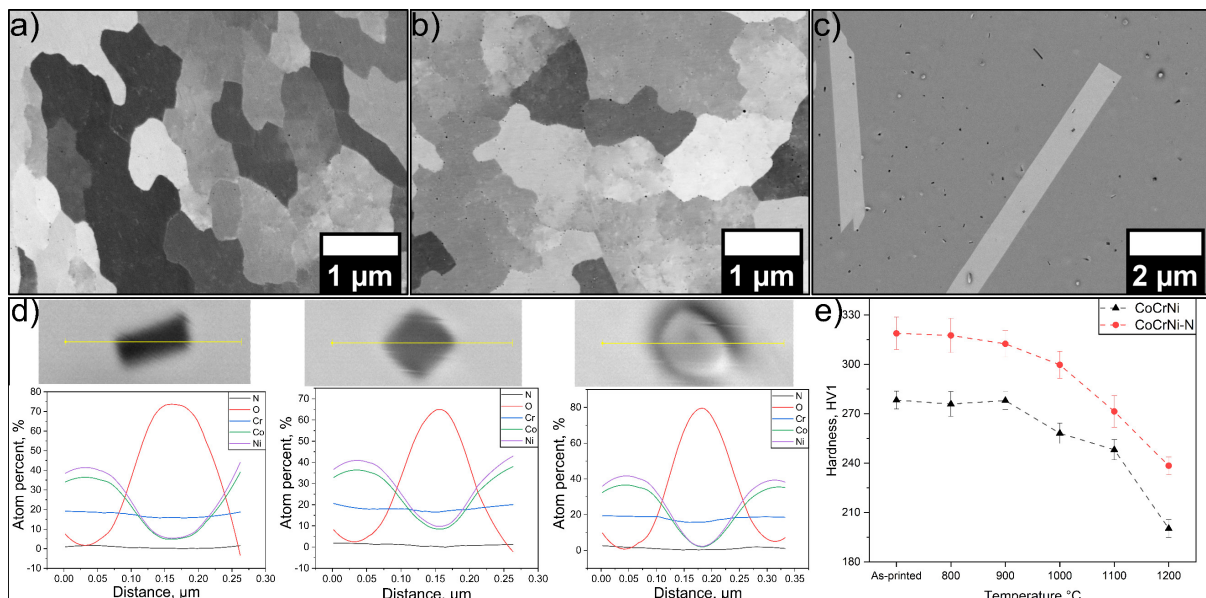 a)
b)
c)
1 µm
1 µm
2 µm
d)
N
O
Cr
Co
Ni
Atom percent, %
80
70
60
50
40
30
20
10
0
-10
0.00 0.05 0.10 0.15 0.20 0.25 0.30
Distance, µm
N
O
Cr
Co
Ni
Atom percent, %
70
60
50
40
30
20
10
0
-10
0.00 0.05 0.10 0.15 0.20 0.25 0.30
Distance, µm
N
O
Cr
Co
Ni
Atom percent, %
80
60
40
20
0
0.00 0.05 0.10 0.15 0.20 0.25 0.30 0.35
Distance, µm
e)
CoCrNi
CoCrNi-N
Hardness, HV1
330
300
270
240
210
180
As-printed 800 900 1000 1100 1200
Temperature °C